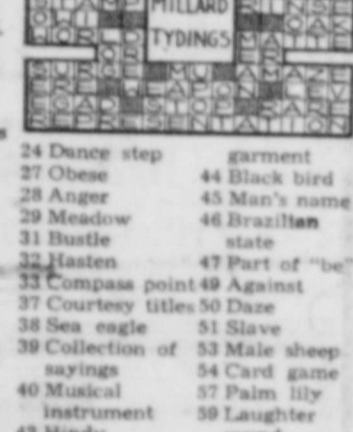 MILLARD
TYDINGS
REPRESENTATION
24 Dance step
27 Obese
28 Anger
29 Meadow
31 Bustle
32 Hasten
33 Compass point
37 Courtesy titles
38 Sea eagle
39 Collection of
sayings
40 Musical
instrument
garment
44 Black bird
45 Man's name
46 Brazilian
state
47 Part of "be"
49 Against
50 Daze
51 Slave
53 Male sheep
54 Card game
57 Palm lily
59 Laughter